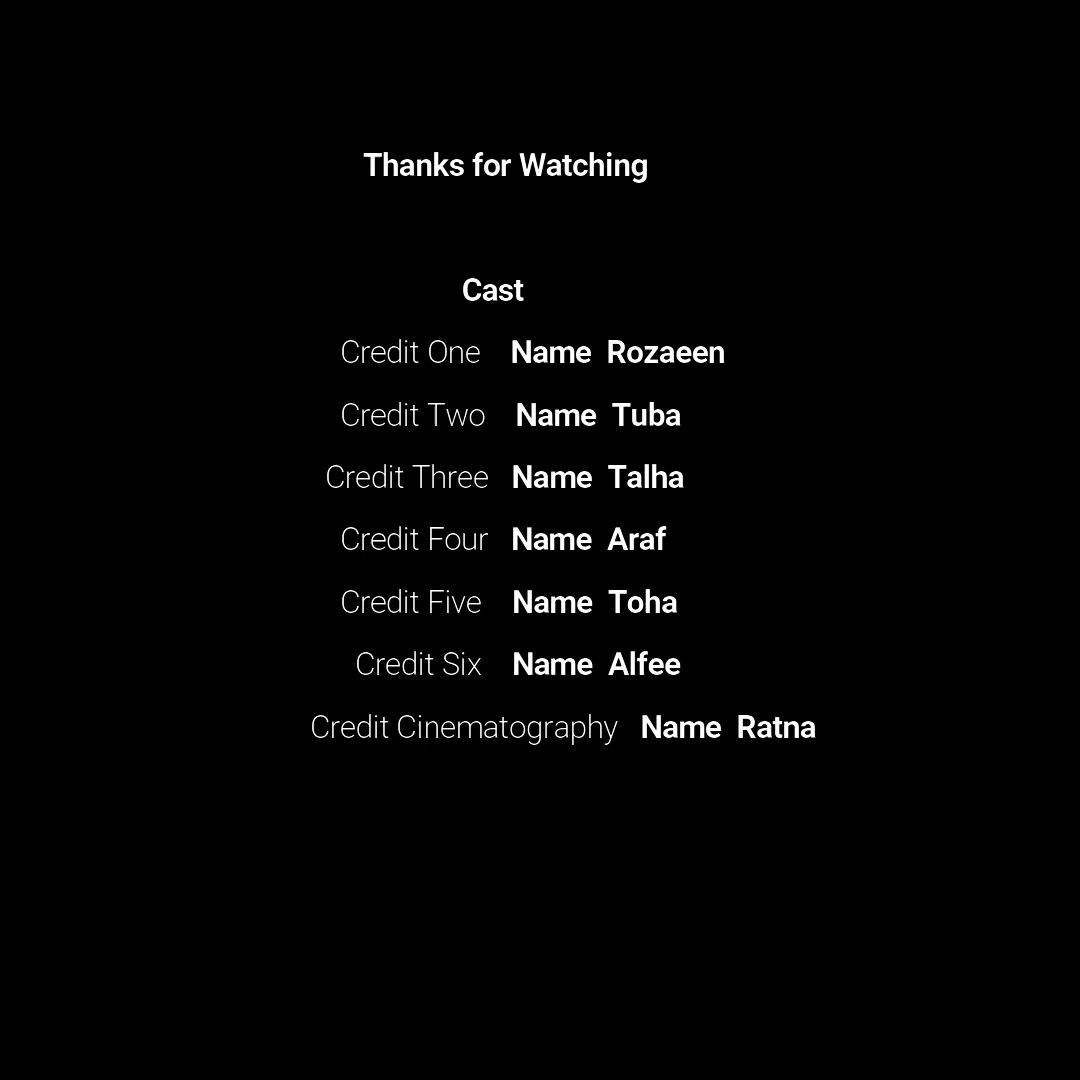 Thanks for Watching
Cast
Credit One Name Rozaeen
Credit Two Name Tuba
Credit Three Name Talha
Credit Four Name Araf
Credit Five Name Toha
Credit Six Name Alfee
Credit Cinematography Name Ratna